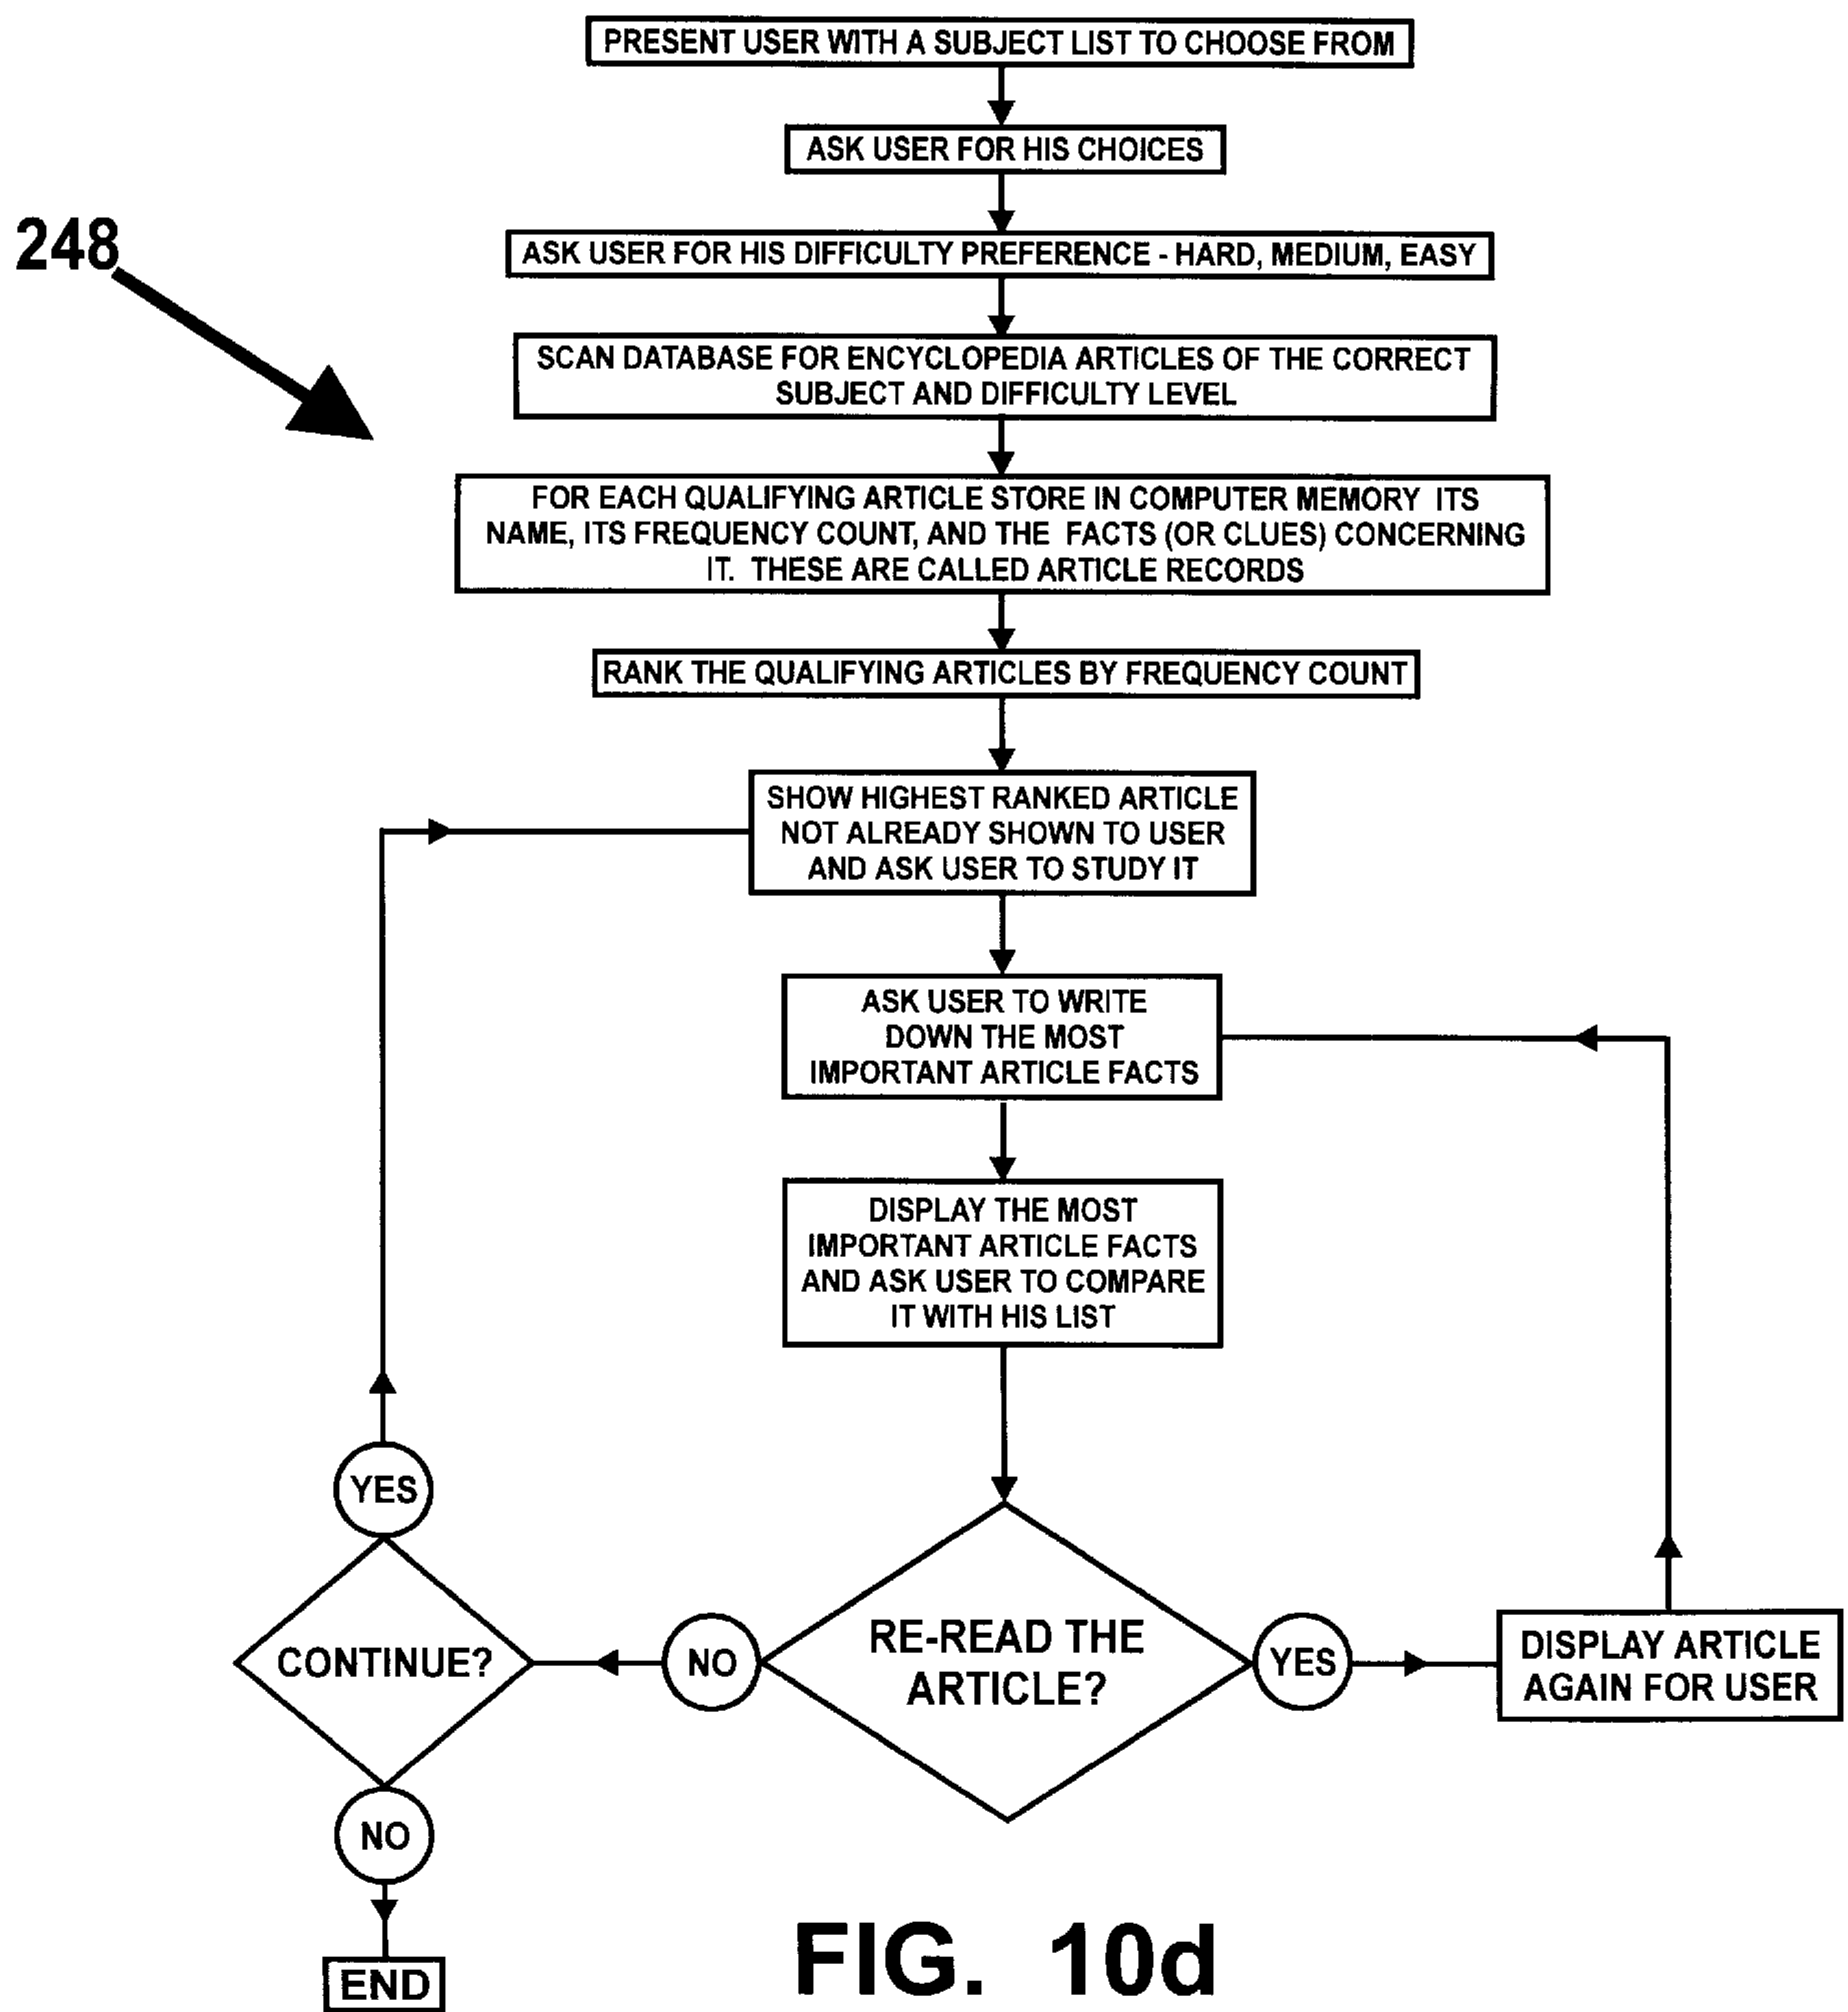 PRESENT USER WITH A SUBJECT LIST TO CHOOSE FROM
ASK USER FOR HIS CHOICES
248
ASK USER FOR HIS DIFFICULTY PREFERENCE - HARD, MEDIUM, EASY
SCAN DATABASE FOR ENCYCLOPEDIA ARTICLES OF THE CORRECT
SUBJECT AND DIFFICULTY LEVEL
FOR EACH QUALIFYING ARTICLE STORE IN COMPUTER MEMORY ITS
NAME, ITS FREQUENCY COUNT, AND THE FACTS (OR CLUES) CONCERNING
IT. THESE ARE CALLED ARTICLE RECORDS
RANK THE QUALIFYING ARTICLES BY FREQUENCY COUNT
SHOW HIGHEST RANKED ARTICLE
NOT ALREADY SHOWN TO USER
AND ASK USER TO STUDY IT
ASK USER TO WRITE
DOWN THE MOST
IMPORTANT ARTICLE FACTS
DISPLAY THE MOST
IMPORTANT ARTICLE FACTS
AND ASK USER TO COMPARE
IT WITH HIS LIST
YES
CONTINUE?
NO
RE-READ THE
ARTICLE?
YES
DISPLAY ARTICLE
AGAIN FOR USER
NO
END
FIG. 10d